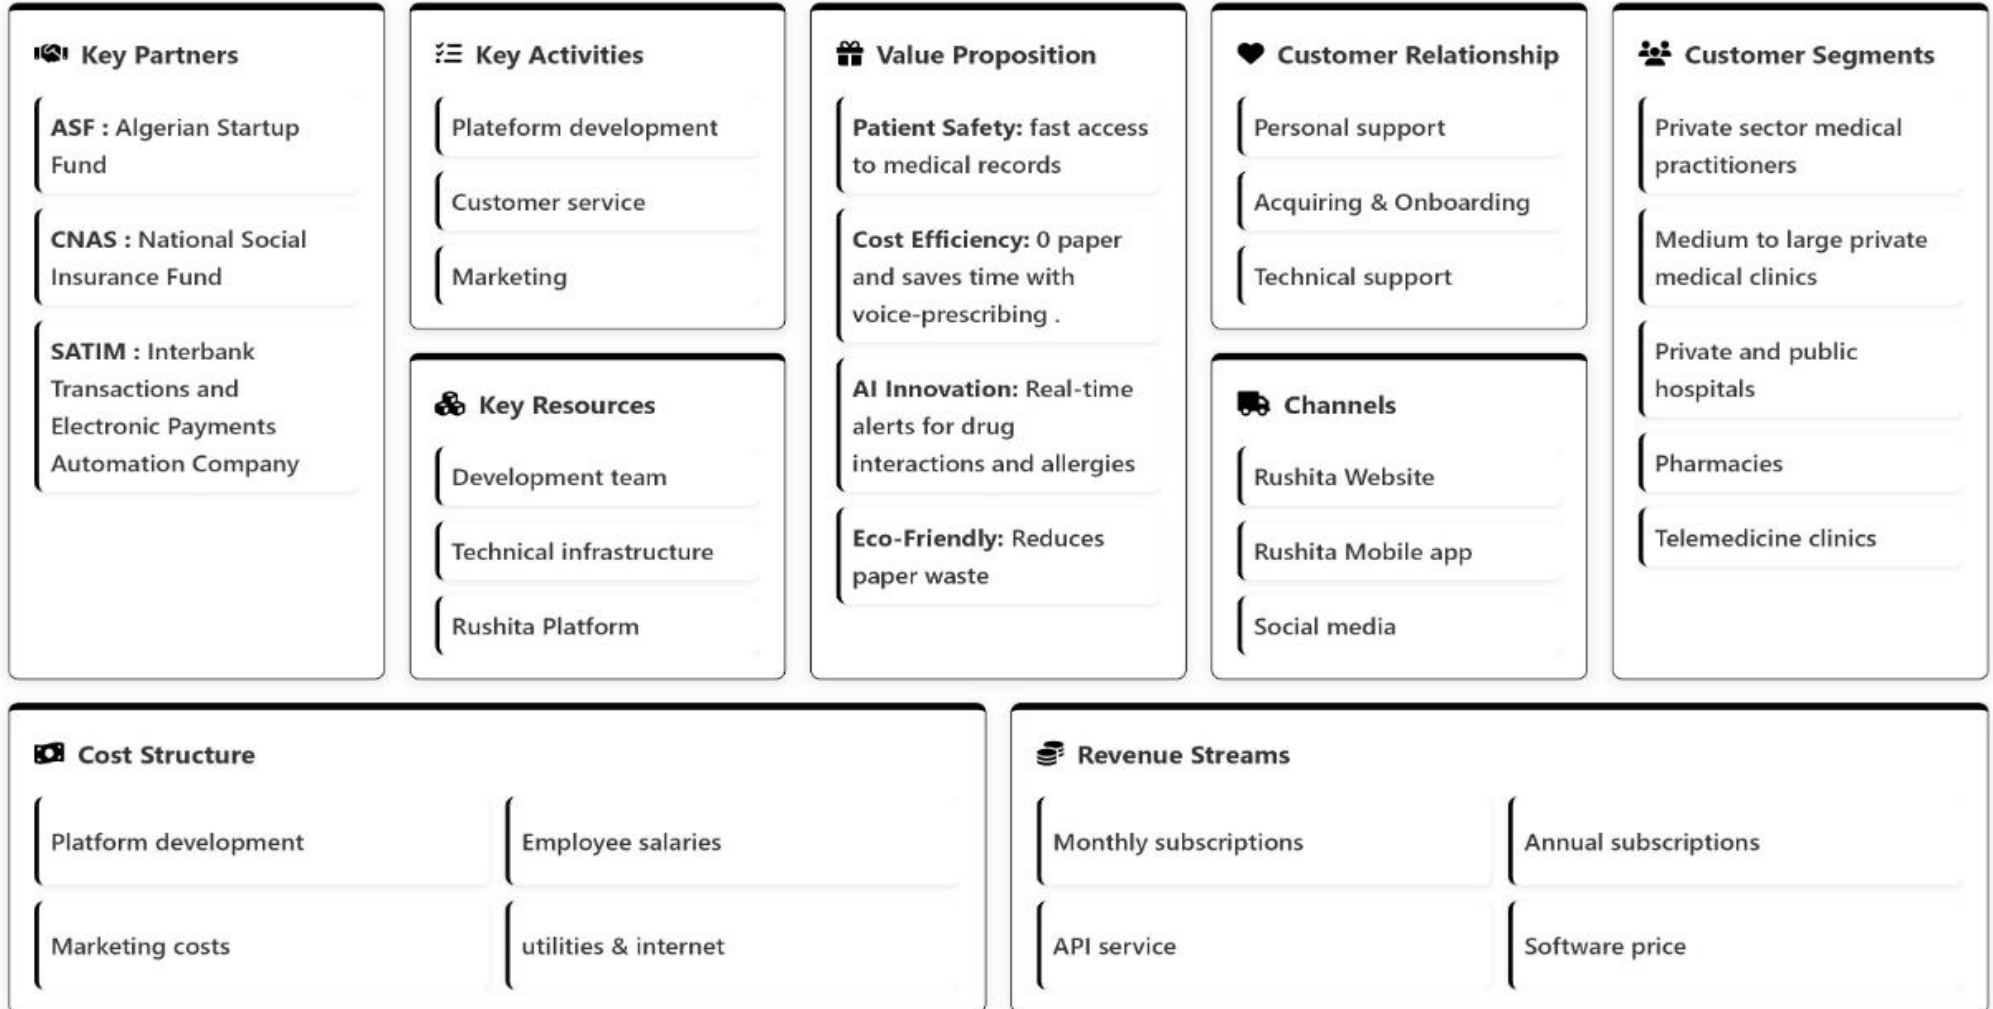 Key Partners
ASF : Algerian Startup
Fund
CNAS : National Social
Insurance Fund
SATIM : Interbank
Transactions and
Electronic Payments
Automation Company
Key Activities
Plateform development
Customer service
Marketing
Key Resources
Development team
Technical infrastructure
Rushita Platform
Value Proposition
Patient Safety: fast access
to medical records
Cost Efficiency: 0 paper
and saves time with
voice-prescribing .
AI Innovation: Real-time
alerts for drug
interactions and allergies
Eco-Friendly: Reduces
paper waste
Customer Relationship
Personal support
Acquiring & Onboarding
Technical support
Channels
Rushita Website
Rushita Mobile app
Social media
Customer Segments
Private sector medical
practitioners
Medium to large private
medical clinics
Private and public
hospitals
Pharmacies
Telemedicine clinics
Cost Structure
Platform development
Employee salaries
Marketing costs
utilities & internet
Revenue Streams
Monthly subscriptions
Annual subscriptions
API service
Software price